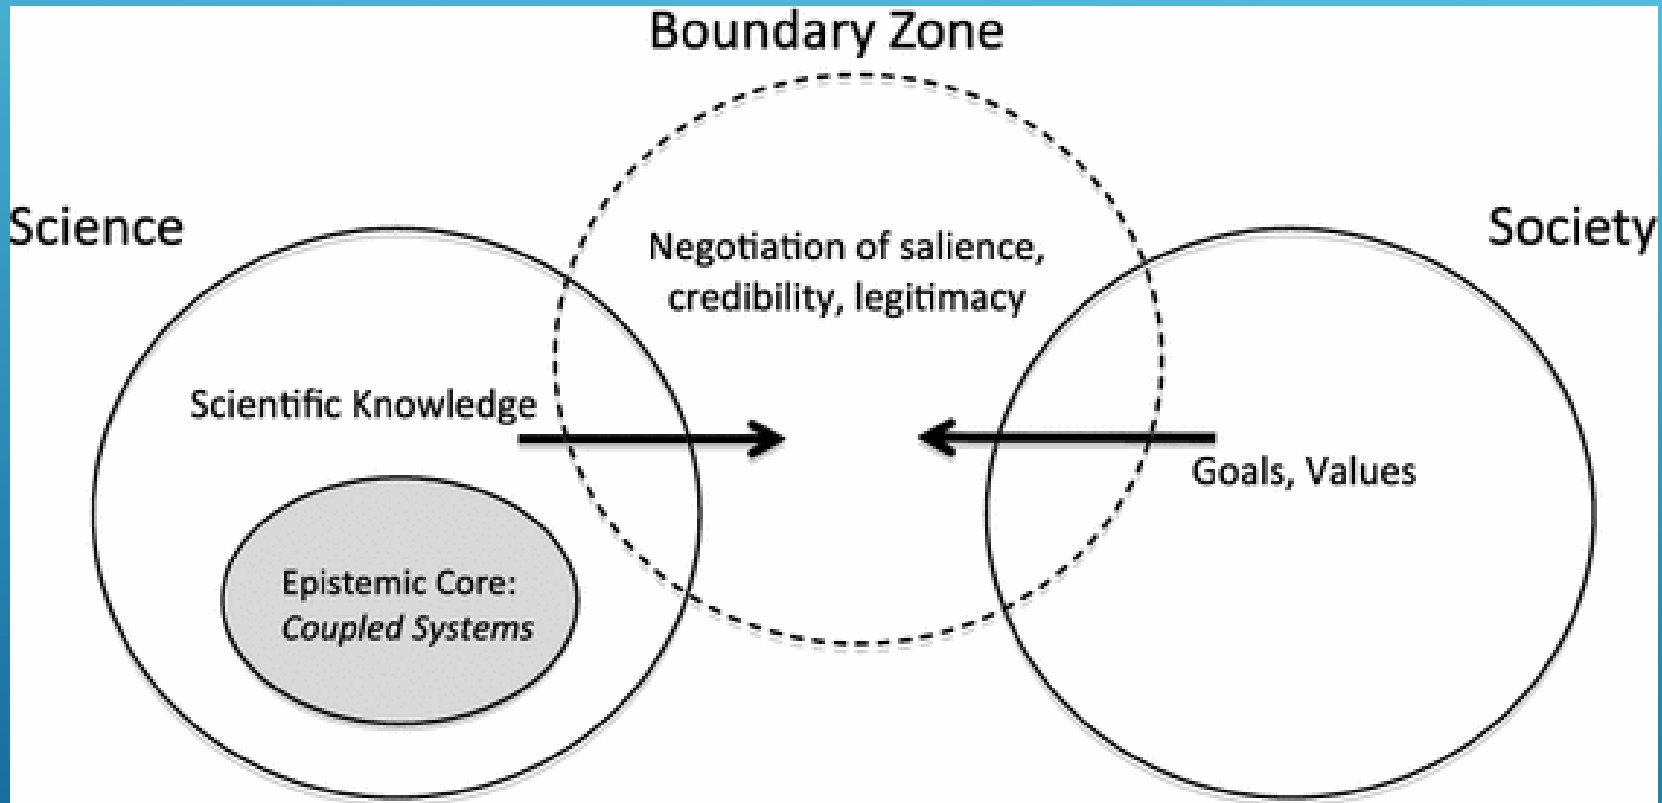 Boundary Zone
Science
Society
Negotiation of salience,
credibility, legitimacy
Scientific Knowledge
Goals, Values
Epistemic Core:
Coupled Systems